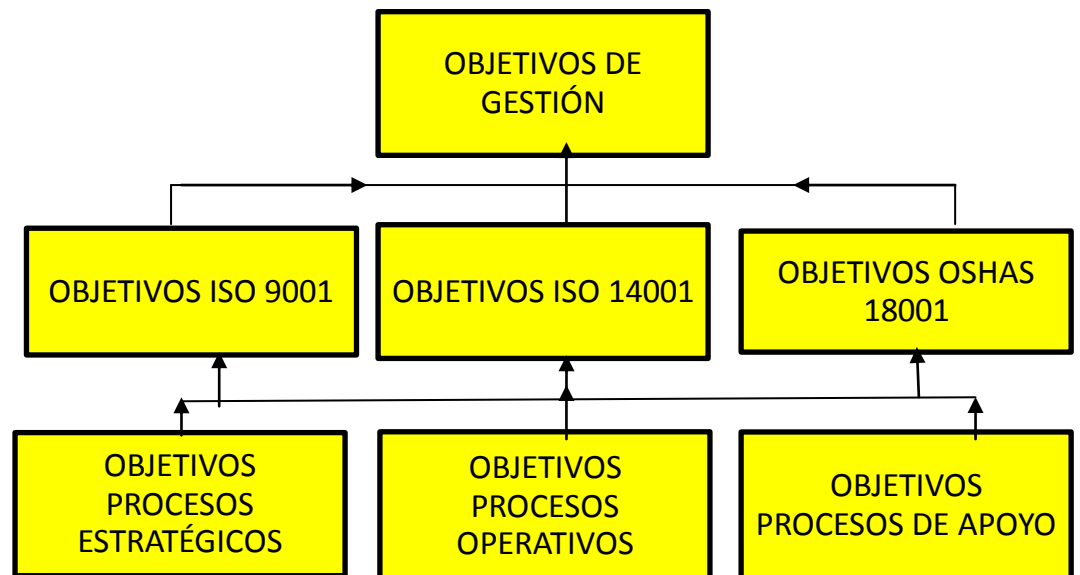 OBJETIVOS DE
GESTIÓN
OBJETIVOS ISO 9001
OBJETIVOS ISO 14001
OBJETIVOS OSHAS
18001
OBJETIVOS
PROCESOS
ESTRATÉGICOS
OBJETIVOS
PROCESOS
OPERATIVOS
OBJETIVOS
PROCESOS DE APOYO